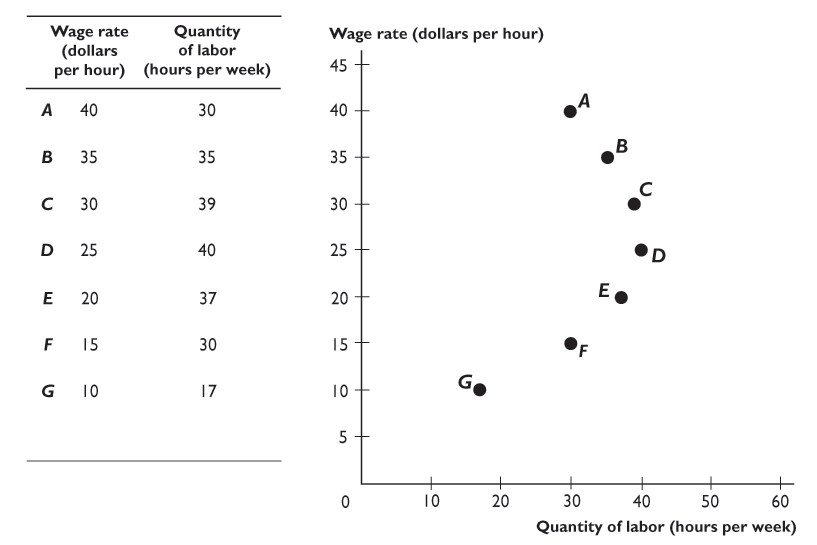 Wage rate Quantity
(dollars of labor
per hour) (hours per week)
A 40 30
B 35 35
C 30 39
D 25 40
E 20 37
F 15 30
G 10 17
Wage rate (dollars per hour)
45
40
35
30
25
20
15
10
5
A
B
C
D
E
F
G
0 10 20 30 40 50 60
Quantity of labor (hours per week)